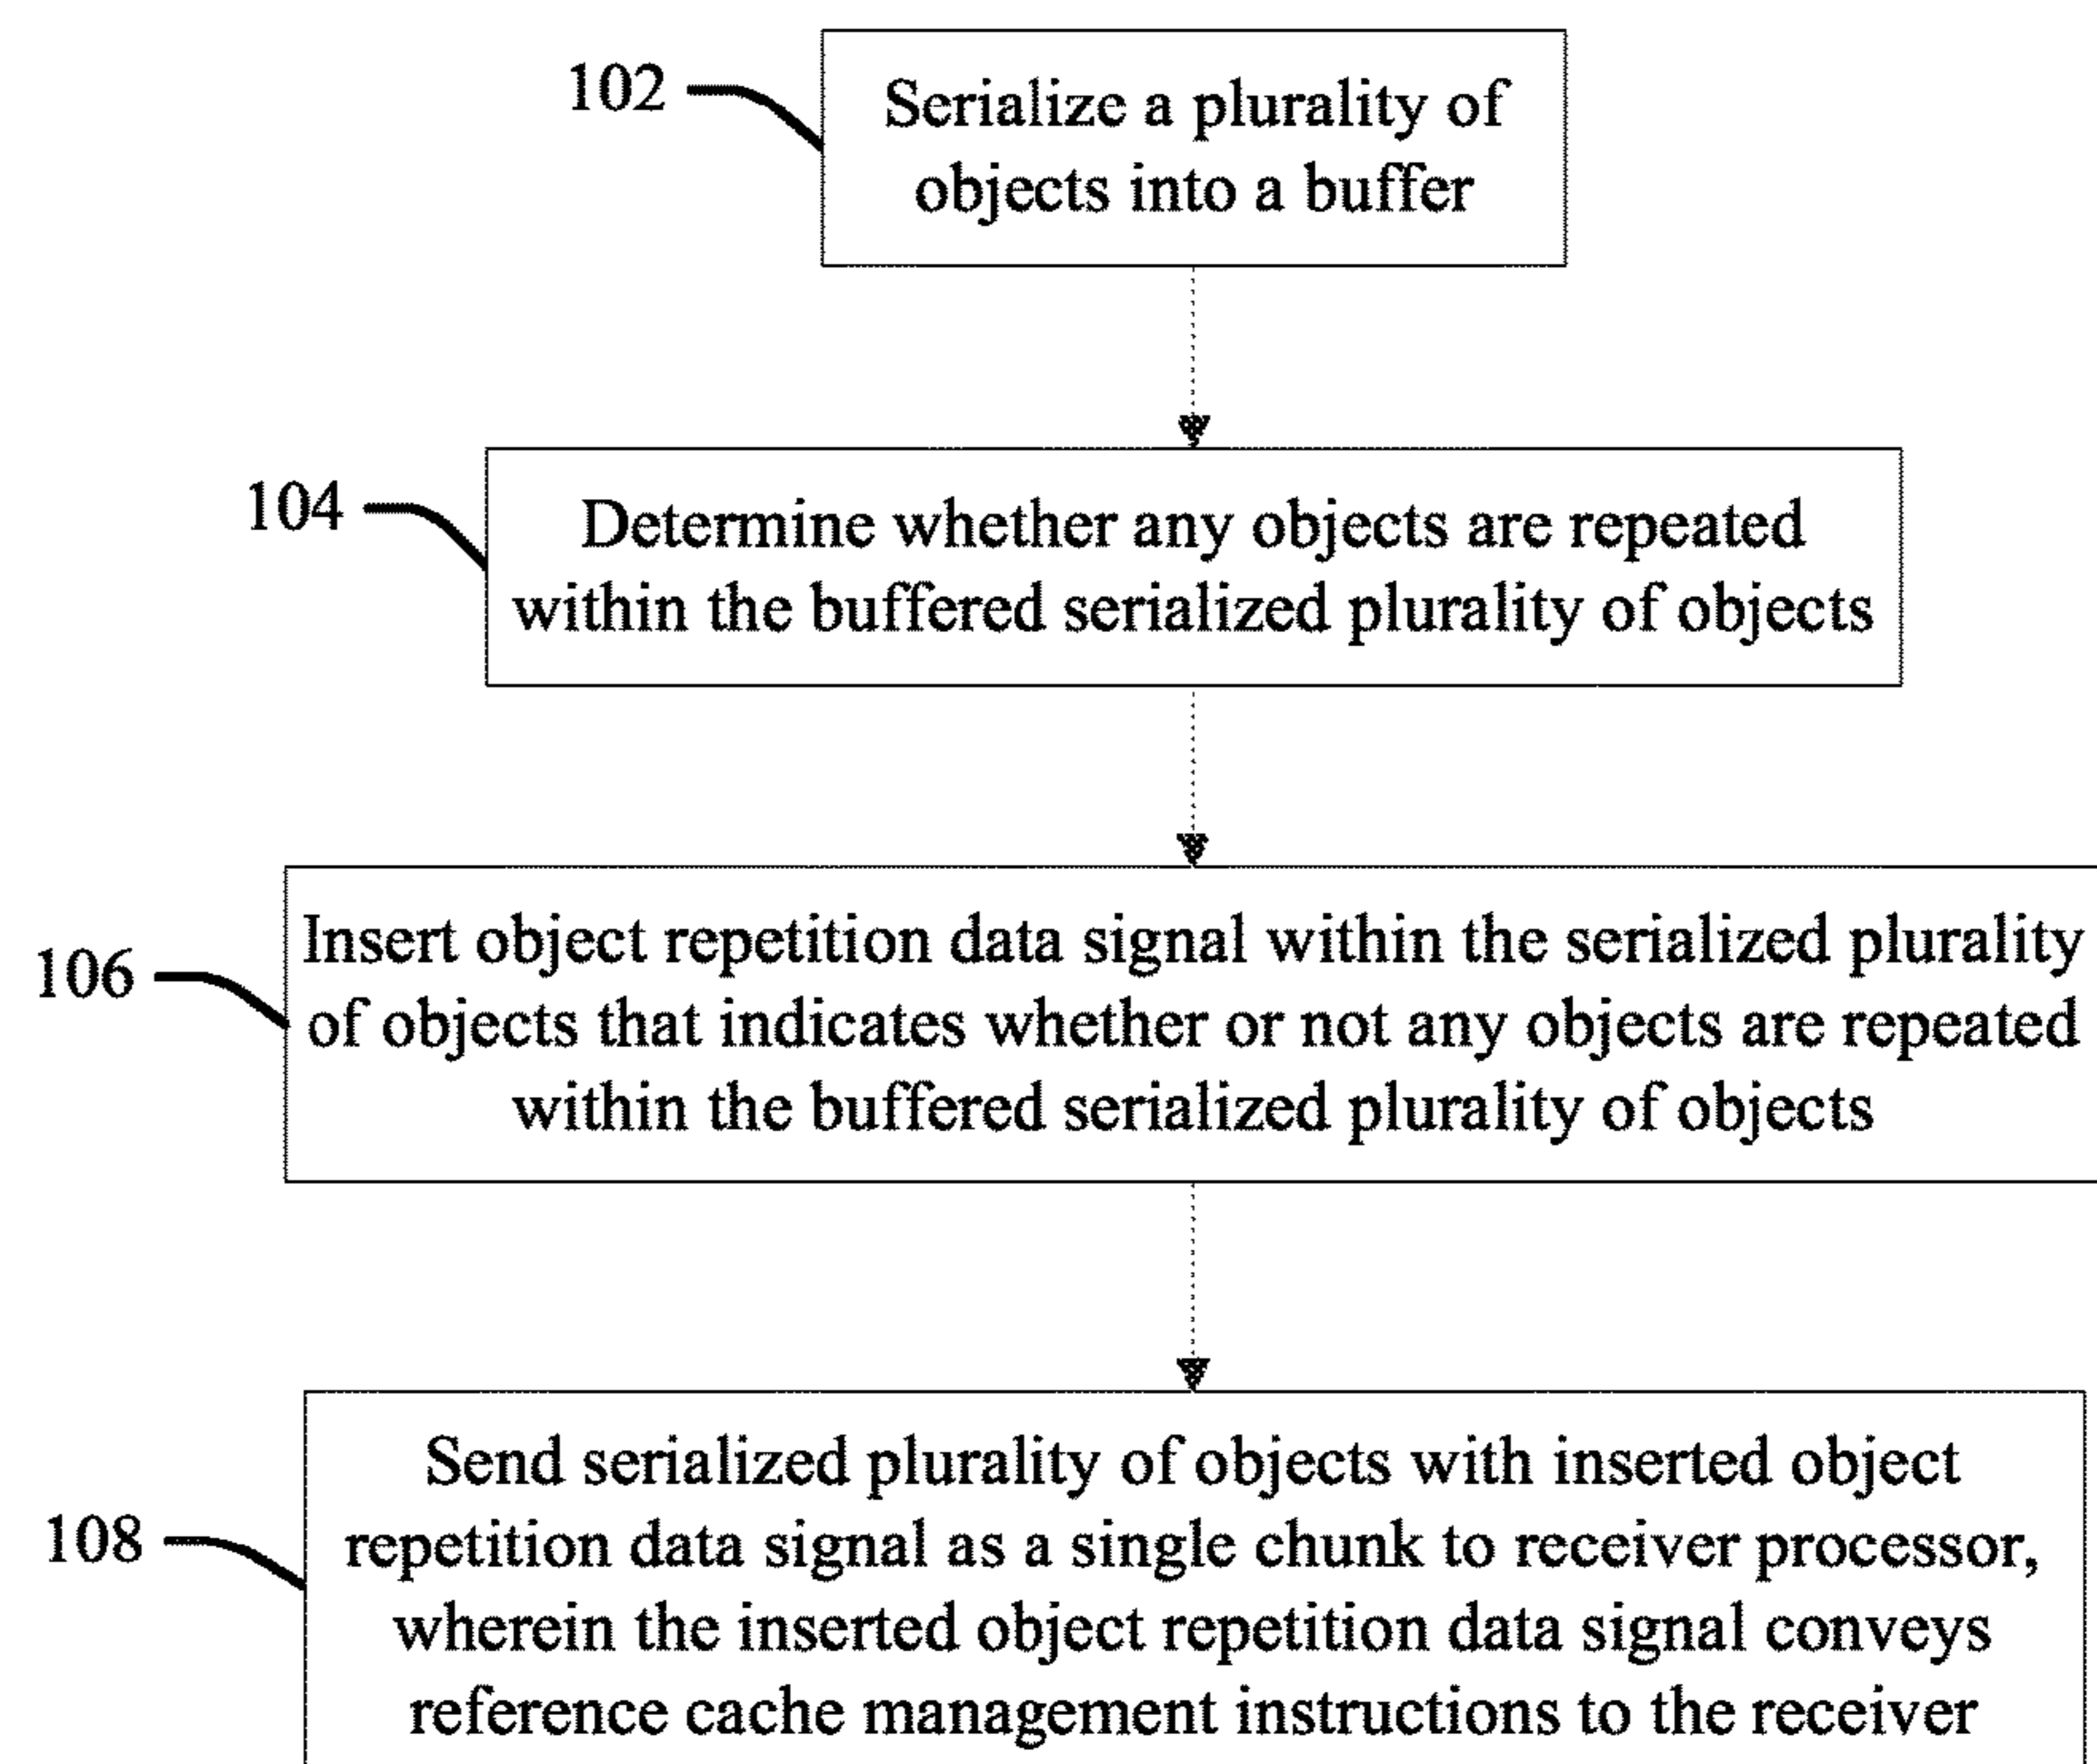 102
Serialize a plurality of
objects into a buffer
104
Determine whether any objects are repeated
within the buffered serialized plurality of objects
106
Insert object repetition data signal within the serialized plurality
of objects that indicates whether or not any objects are repeated
within the buffered serialized plurality of objects
108
Send serialized plurality of objects with inserted object
repetition data signal as a single chunk to receiver processor,
wherein the inserted object repetition data signal conveys
reference cache management instructions to the receiver